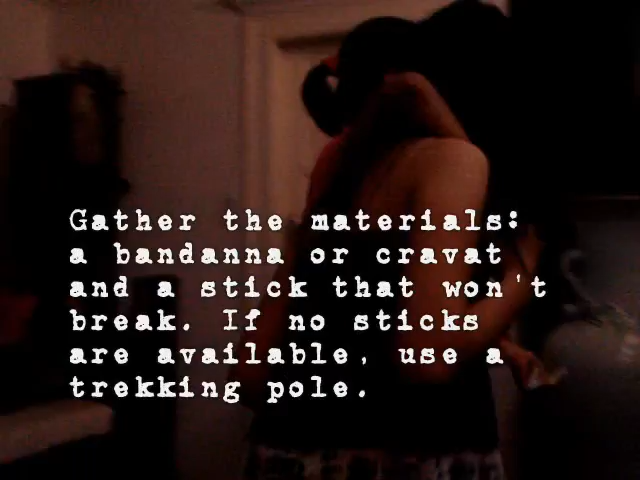 Gather the materials:
a bandanna or cravat
and a stick that won't
break. If no sticks
are available, use a
trekking pole.